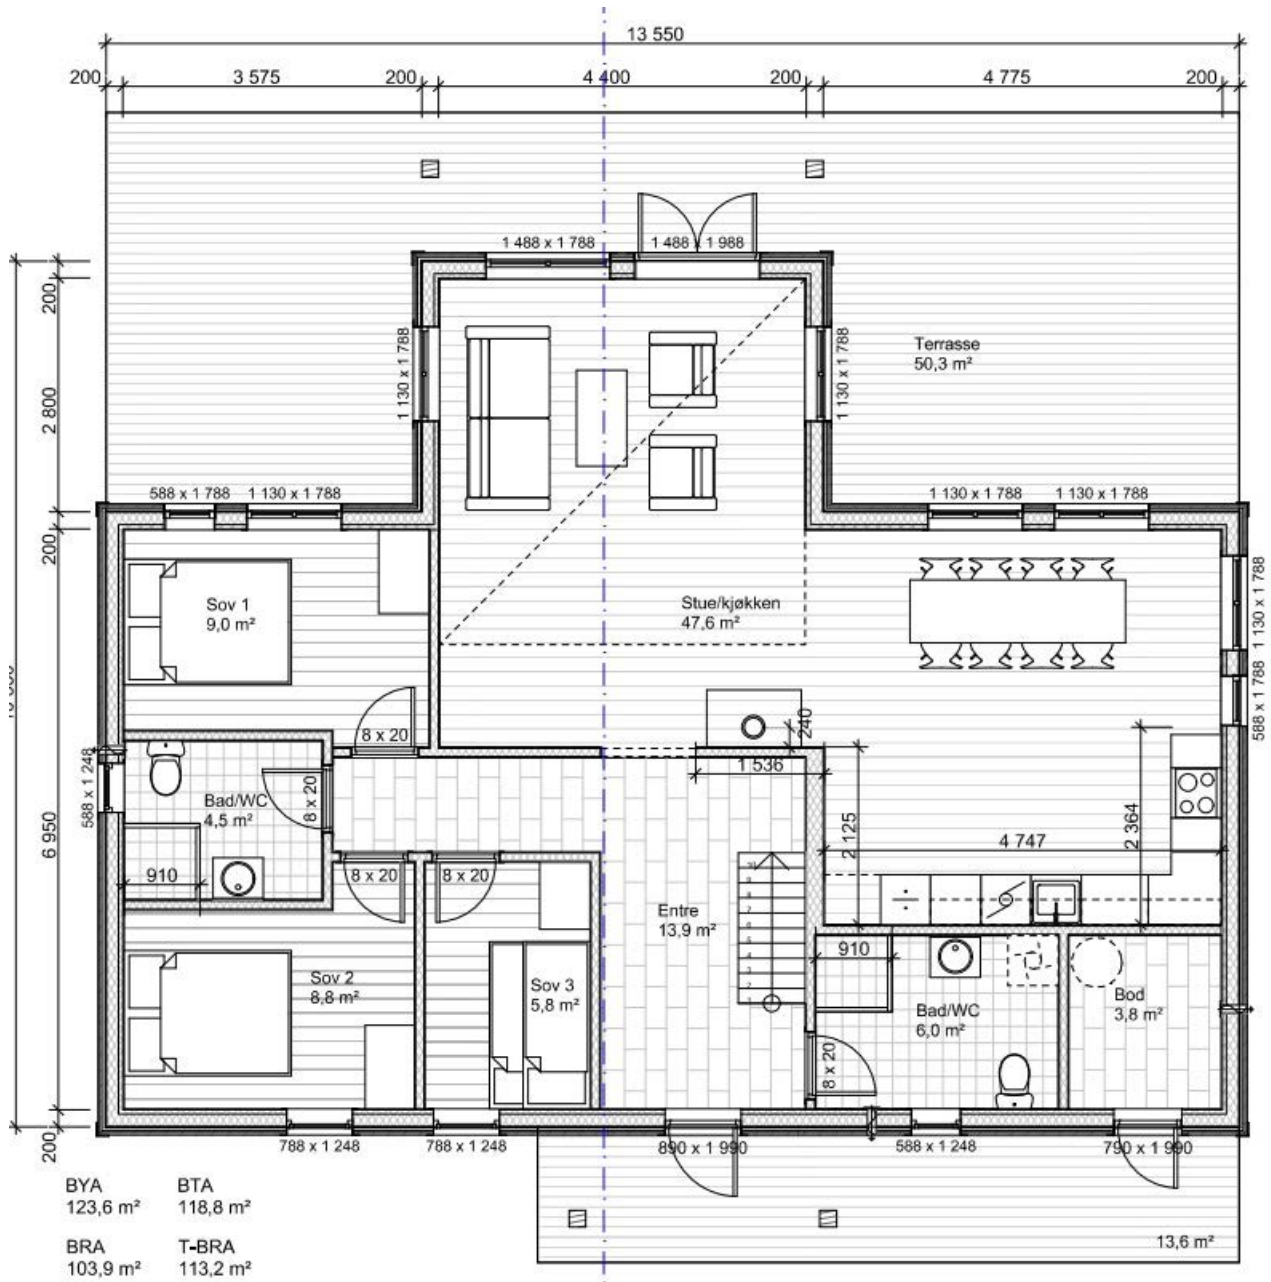 13 550
200
3 575
200
4 400
200
4 775
200
1 488 x 1 788
1 488 x 1 988
200
2 800
1 130 x 1 788
1 130 x 1 788
Terrasse
50,3 m²
588 x 1 788
1 130 x 1 788
1 130 x 1 788
1 130 x 1 788
200
Sov 1
9,0 m²
Stue/kjøkken
47,6 m²
1 130 x 1 788
588 x 1 788
8 x 20
240
1 536
588 x 1 248
Bad/WC
4,5 m²
8 x 20
6 950
2 125
2 364
4 747
910
8 x 20
8 x 20
Entre
13,9 m²
910
Sov 2
8,8 m²
Sov 3
5,8 m²
Bad/WC
6,0 m²
Bod
3,8 m²
8 x 20
200
788 x 1 248
788 x 1 248
890 x 1 990
588 x 1 248
790 x 1 990
BYA
BTA
123,6 m²
118,8 m²
BRA
T-BRA
103,9 m²
113,2 m²
13,6 m²